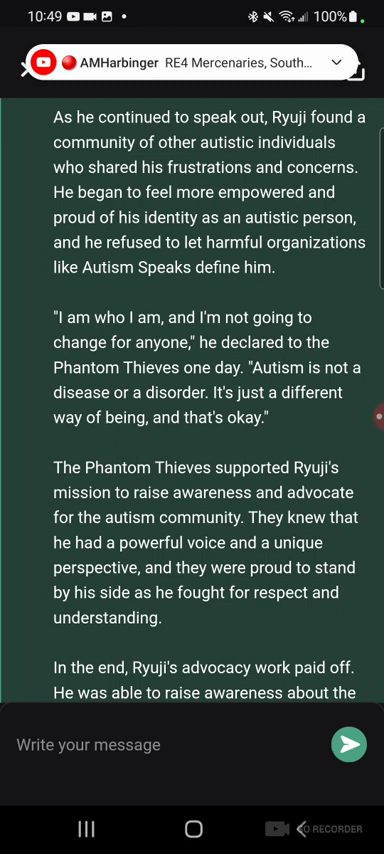 10:49 100%
AMHarbinger RE4 Mercenaries, South...
As he continued to speak out, Ryuji found a
community of other autistic individuals
who shared his frustrations and concerns.
He began to feel more empowered and
proud of his identity as an autistic person,
and he refused to let harmful organizations
like Autism Speaks define him.
"I am who I am, and I'm not going to
change for anyone," he declared to the
Phantom Thieves one day. "Autism is not a
disease or a disorder. It's just a different
way of being, and that's okay."
The Phantom Thieves supported Ryuji's
mission to raise awareness and advocate
for the autism community. They knew that
he had a powerful voice and a unique
perspective, and they were proud to stand
by his side as he fought for respect and
understanding.
In the end, Ryuji's advocacy work paid off.
He was able to raise awareness about the
Write your message
RECORDER